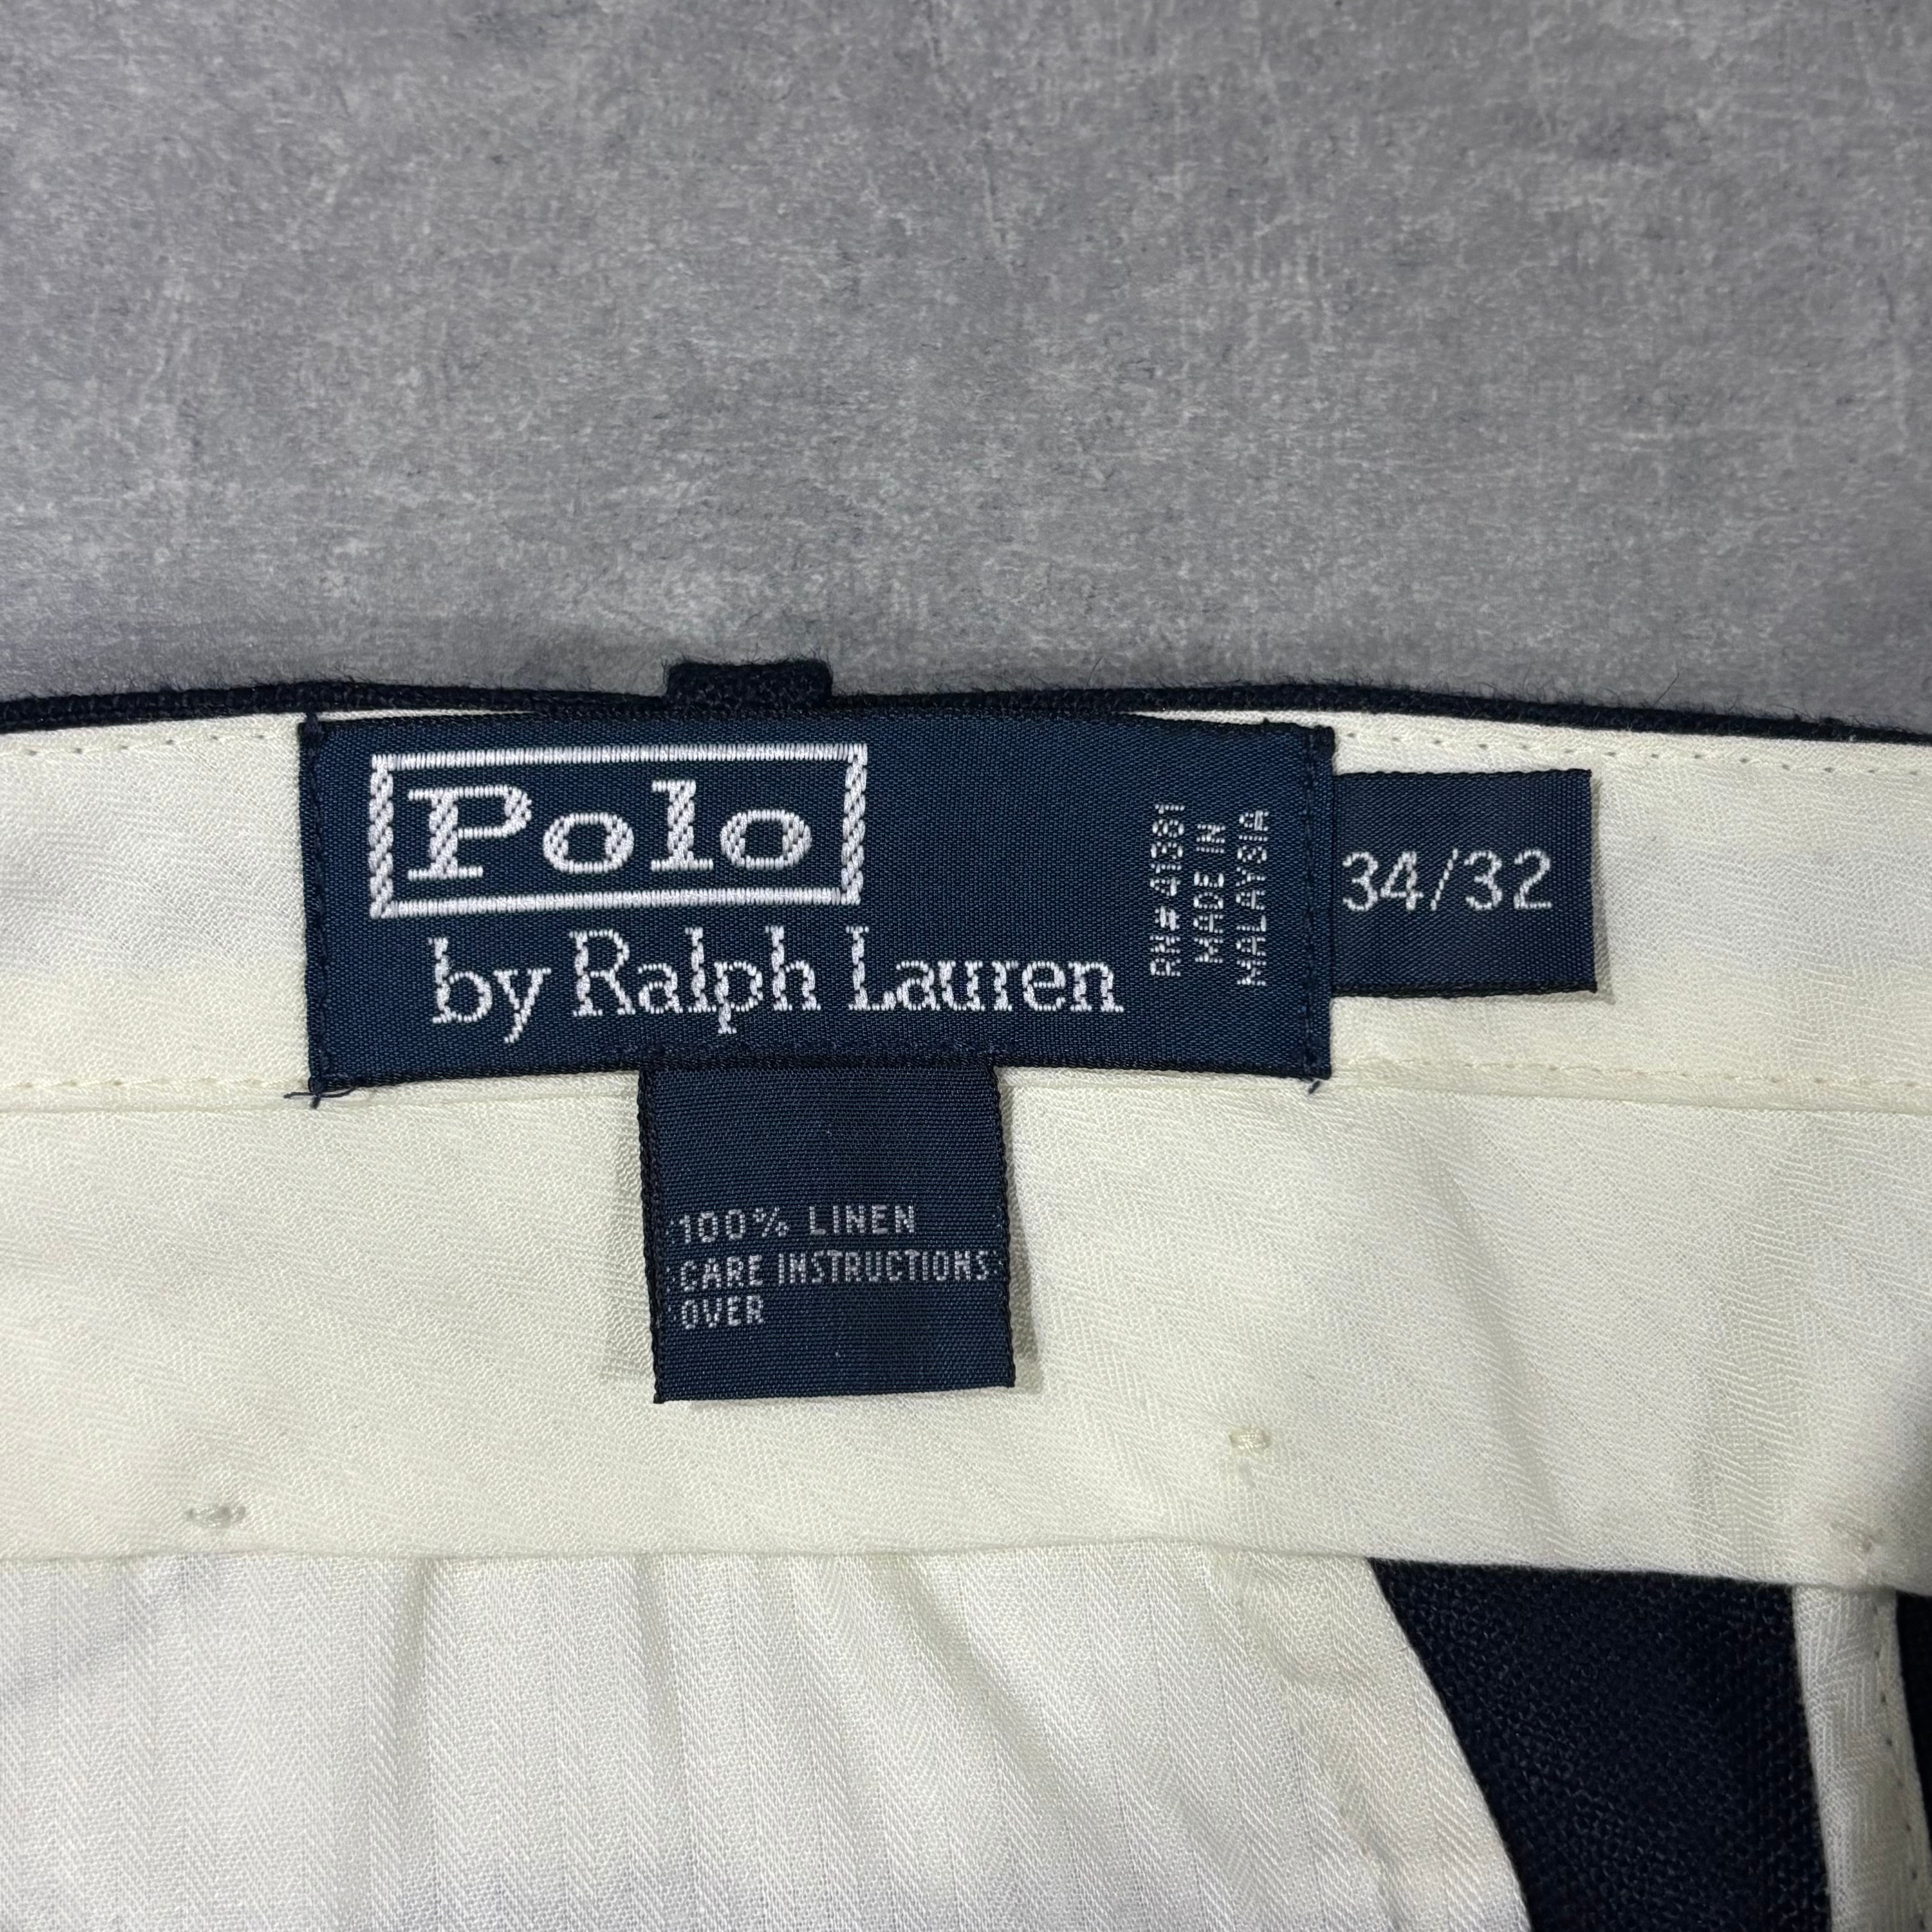 Polo
by Ralph Lauren
RN# 41381
MADE IN
MALAYSIA
34/32
100% LINEN
CARE INSTRUCTIONS
OVER